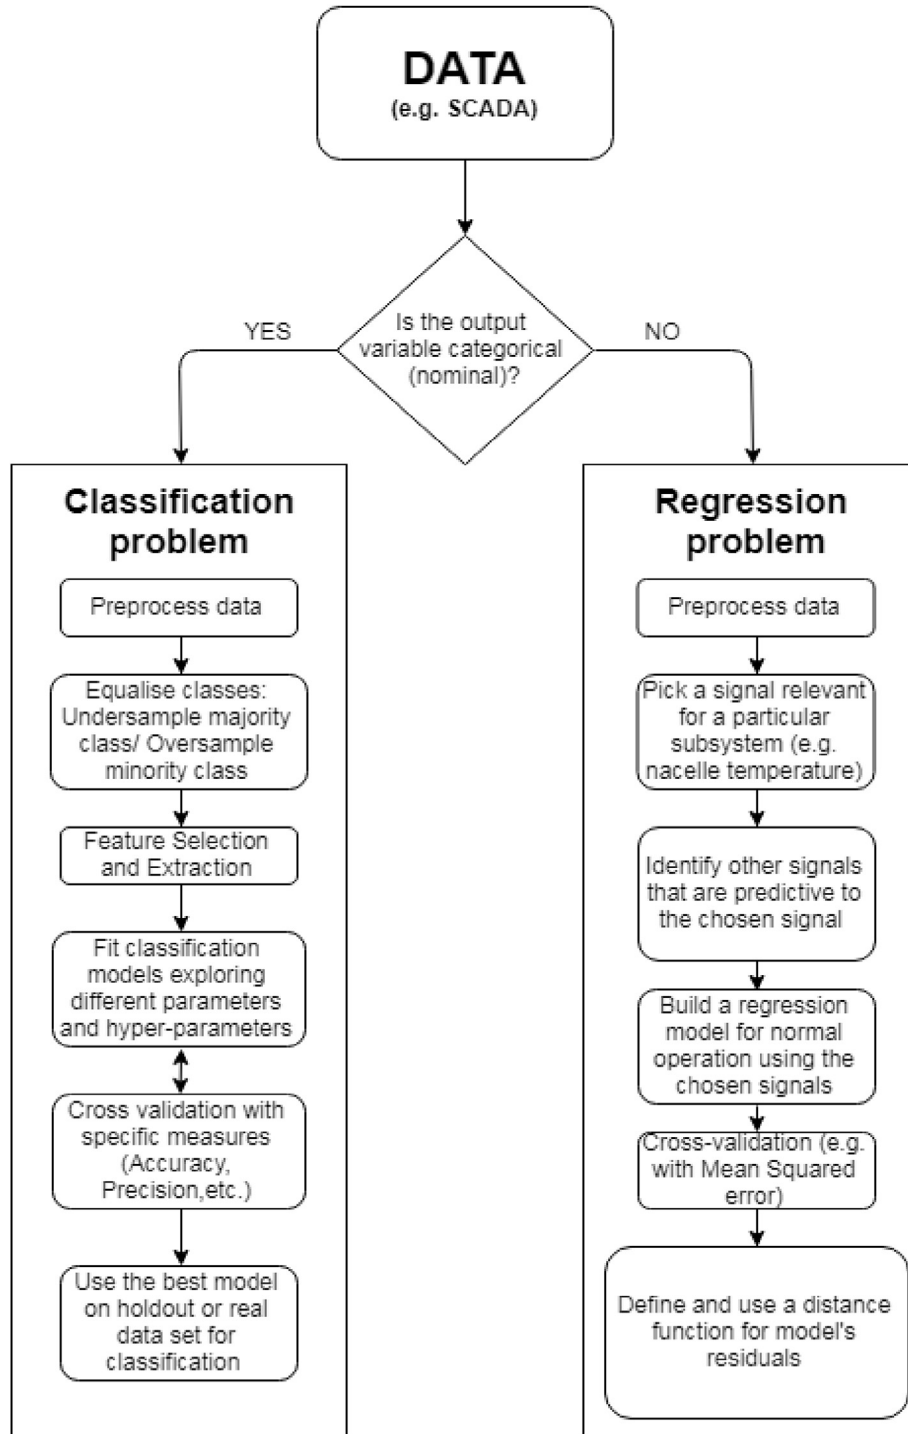 DATA
(e.g. SCADA)
Is the output
variable categorical
(nominal)?
YES
NO
Classification
problem
Preprocess data
Equalise classes:
Undersample majority
class/ Oversample
minority class
Feature Selection
and Extraction
Fit classification
models exploring
different parameters
and hyper-parameters
Cross validation with
specific measures
(Accuracy,
Precision,etc.)
Use the best model
on holdout or real
data set for
classification
Regression
problem
Preprocess data
Pick a signal relevant
for a particular
subsystem (e.g.
nacelle temperature)
Identify other signals
that are predictive to
the chosen signal
Build a regression
model for normal
operation using the
chosen signals
Cross-validation (e.g.
with Mean Squared
error)
Define and use a distance
function for model's
residuals